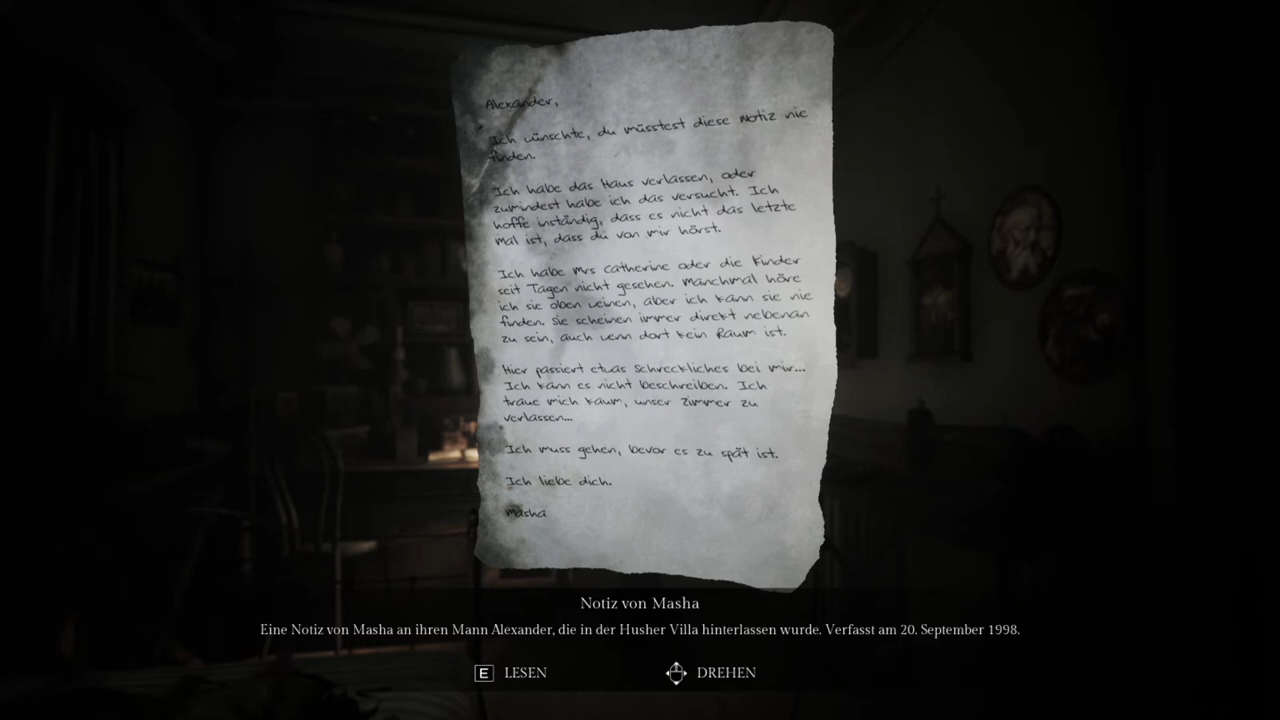 Alexander,
Ich wünschte, du müsstest diese Notiz nie
finden.
Ich habe das Haus verlassen, oder
zumindest habe ich das versucht. Ich
hoffe inständig, dass es nicht das letzte
Mal ist, dass du von mir hörst.
Ich habe Mrs Catherine oder die Kinder
seit Tagen nicht gesehen. Manchmal höre
ich sie oben weinen, aber ich kann sie nie
finden. Sie scheinen immer direkt nebenan
zu sein, auch wenn dort kein Raum ist.
Hier passiert etwas Schreckliches bei mir...
Ich kann es nicht beschreiben. Ich
traue mich kaum, unser Zimmer zu
verlassen...
Ich muss gehen, bevor es zu spät ist.
Ich liebe dich.
Masha
Notiz von Masha
Eine Notiz von Masha an ihren Mann Alexander, die in der Husher Villa hinterlassen wurde. Verfasst am 20. September 1998.
E LESEN DREHEN